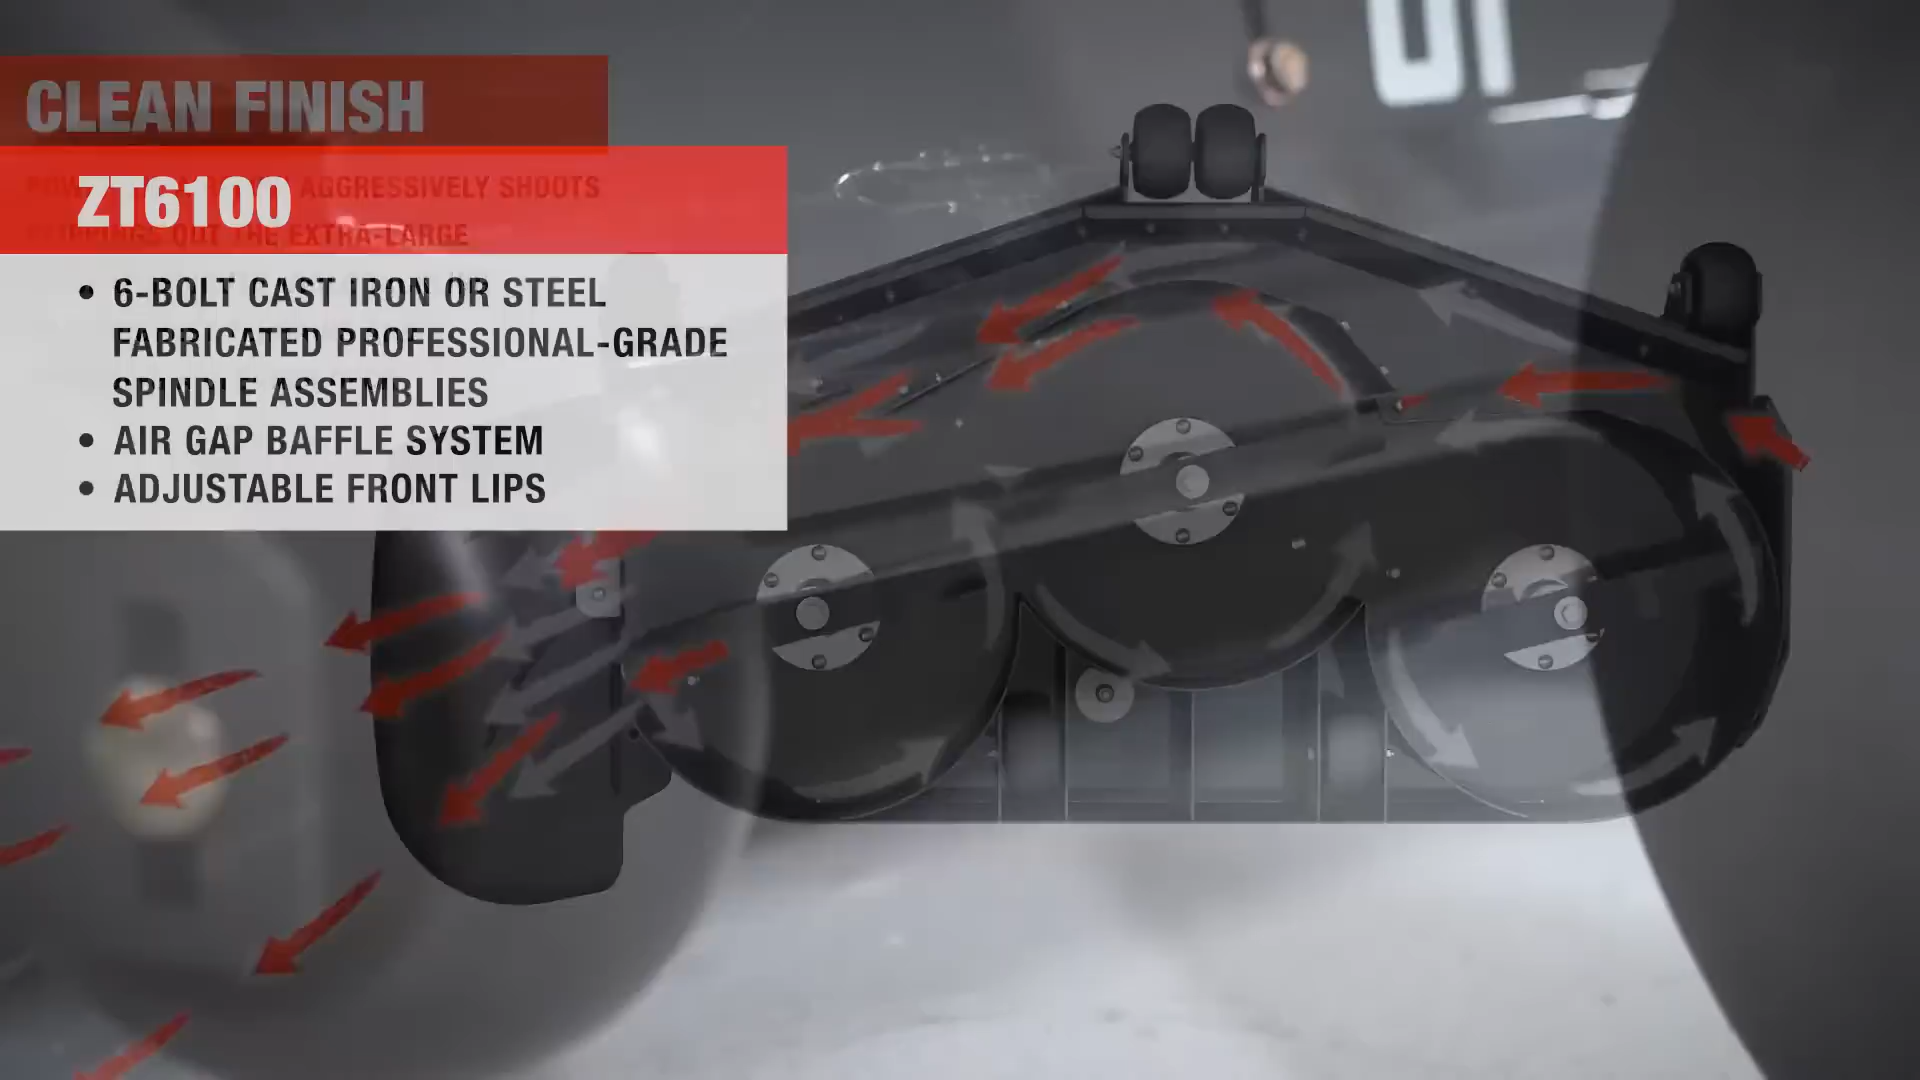 CLEAN FINISH
AGGRESSIVELY SHOOTS
ZT6100
OUT THE EXTRA-LARGE
• 6-BOLT CAST IRON OR STEEL
FABRICATED PROFESSIONAL-GRADE
SPINDLE ASSEMBLIES
• AIR GAP BAFFLE SYSTEM
• ADJUSTABLE FRONT LIPS